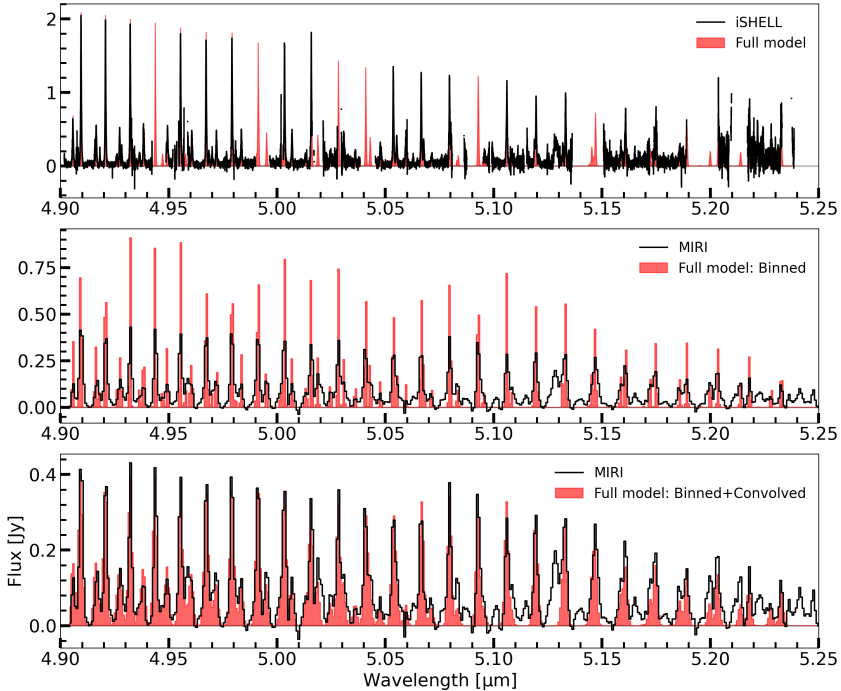 2
1
0
iSHELL
Full model
4.90 4.95 5.00 5.05 5.10 5.15 5.20 5.25
0.75
0.50
0.25
0.00
MIRI
Full model: Binned
4.90 4.95 5.00 5.05 5.10 5.15 5.20 5.25
Flux [Jy]
0.4
0.2
0.0
MIRI
Full model: Binned+Convolved
4.90 4.95 5.00 5.05 5.10 5.15 5.20 5.25
Wavelength [μm]